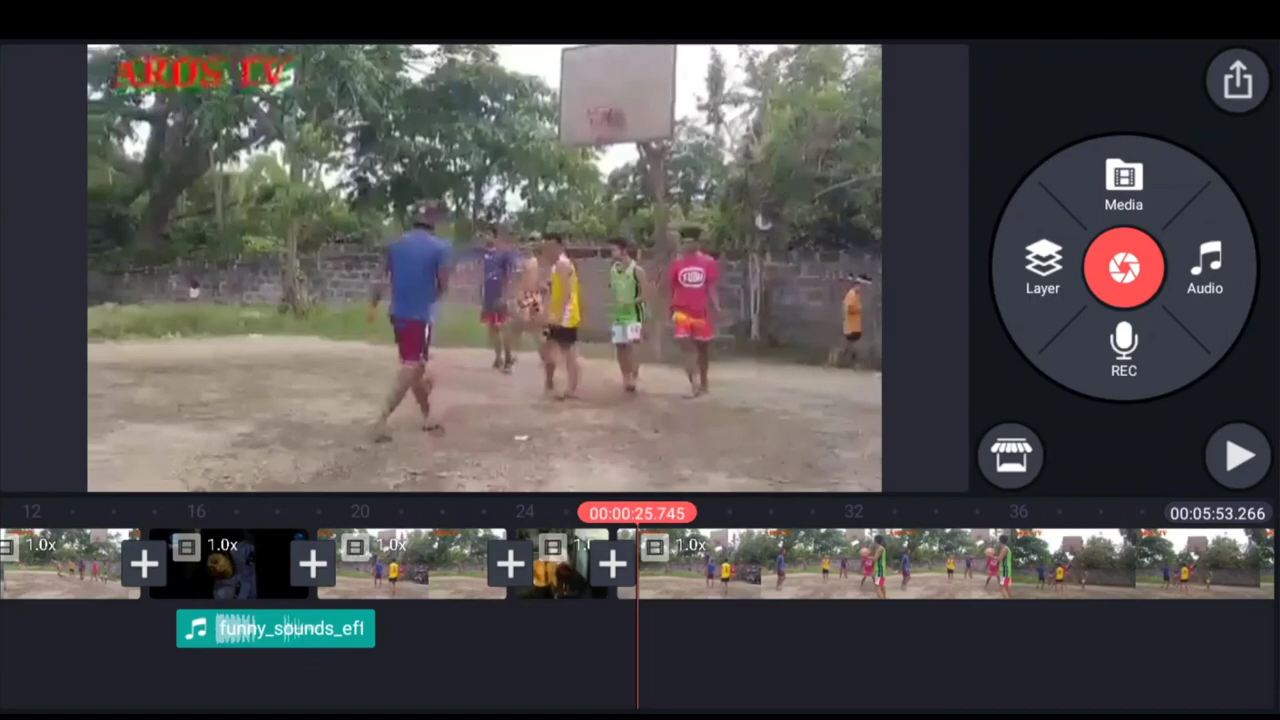 ARDS TV
Media
Layer
Audio
REC
12
16
20
24
00:00:25.745
32
36
00:05:53.266
1.0x
1.0x
1.0x
1.
1.0x
funny_sounds_eff